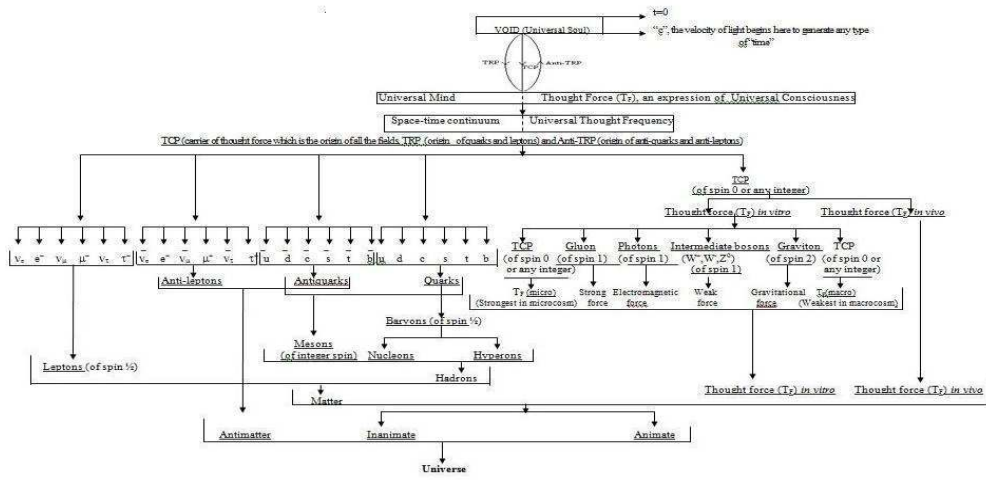 t=0
VOID (Universal Soul)
"c", the velocity of light begins here to generate any type
of "time"
TRP TCP Anti-TRP
Universal Mind Thought Force (TF), an expression of Universal Consciousness
Space-time continuum Universal Thought Frequency
TCP (carrier of thought force which is the origin of all the fields, TRP (origin of quarks and leptons) and Anti-TRP (origin of anti-quarks and anti-leptons)
TCP
(of spin 0 or any integer)
Thought force (TF) in vitro Thought force (TF) in vivo
νe e⁻ νμ μ⁻ ντ τ⁻ ν̄e e⁺ ν̄μ μ⁺ ν̄τ τ⁺ u̅ d̅ c̅ s̅ t̅ b̅ u d c s t b
TCP Gluon Photons Intermediate bosons Graviton TCP
(of spin 0 (of spin 1) (of spin 1) (W⁻,W⁺,Z⁰) (of spin 2) (of spin 0 or
or any integer) (of spin 1) any integer)
Anti-leptons Antiquarks Quarks
TF (micro) Strong Electromagnetic Weak Gravitational TF(macro)
(Strongest in microcosm) force force force force (Weakest in macrocosm)
Baryons (of spin ½)
Mesons
(of integer spin) Nucleons Hyperons
Leptons (of spin ½)
Hadrons
Thought force (TF) in vitro Thought force (TF) in vivo
Matter
Antimatter Inanimate Animate
Universe